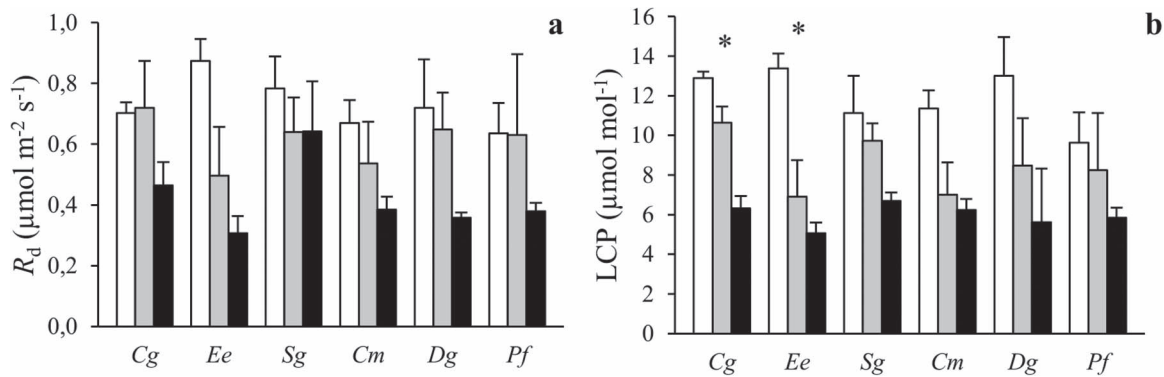 a
1,0
0,8
0,6
0,4
0,2
0,0
R_d (µmol m⁻² s⁻¹)
Cg Ee Sg Cm Dg Pf
b
16
14
12
10
8
6
4
2
0
LCP (µmol mol⁻¹)
* *
Cg Ee Sg Cm Dg Pf